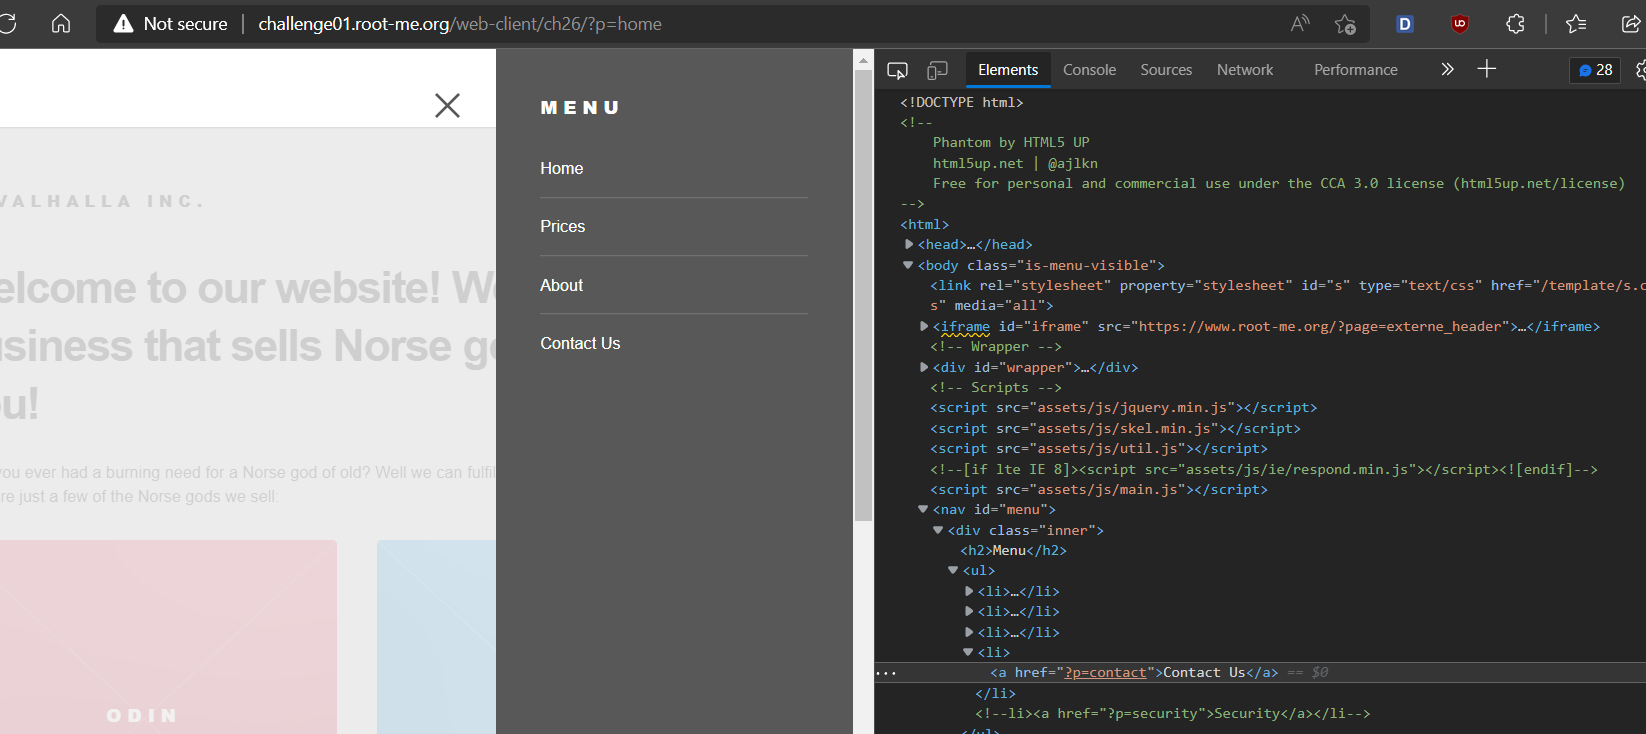 Not secure
challenge01.root-me.org/web-client/ch26/?p=home
VALHALLA INC.
elcome to our website! We
siness that sells Norse go
ou!
you ever had a burning need for a Norse god of old? Well we can fulfil
re just a few of the Norse gods we sell:
ODIN
MENU
Home
Prices
About
Contact Us
Elements Console Sources Network Performance 28
<!DOCTYPE html>
<!--
Phantom by HTML5 UP
html5up.net | @ajlkn
Free for personal and commercial use under the CCA 3.0 license (html5up.net/license)
-->
<html>
<head>…</head>
<body class="is-menu-visible">
<link rel="stylesheet" property="stylesheet" id="s" type="text/css" href="/template/s.c
s" media="all">
<iframe id="iframe" src="https://www.root-me.org/?page=externe_header">…</iframe>
<!-- Wrapper -->
<div id="wrapper">…</div>
<!-- Scripts -->
<script src="assets/js/jquery.min.js"></script>
<script src="assets/js/skel.min.js"></script>
<script src="assets/js/util.js"></script>
<!--[if lte IE 8]><script src="assets/js/ie/respond.min.js"></script><![endif]-->
<script src="assets/js/main.js"></script>
<nav id="menu">
<div class="inner">
<h2>Menu</h2>
<ul>
<li>…</li>
<li>…</li>
<li>…</li>
<li>
<a href="?p=contact">Contact Us</a> == $0
</li>
<!--li><a href="?p=security">Security</a></li-->
</ul>